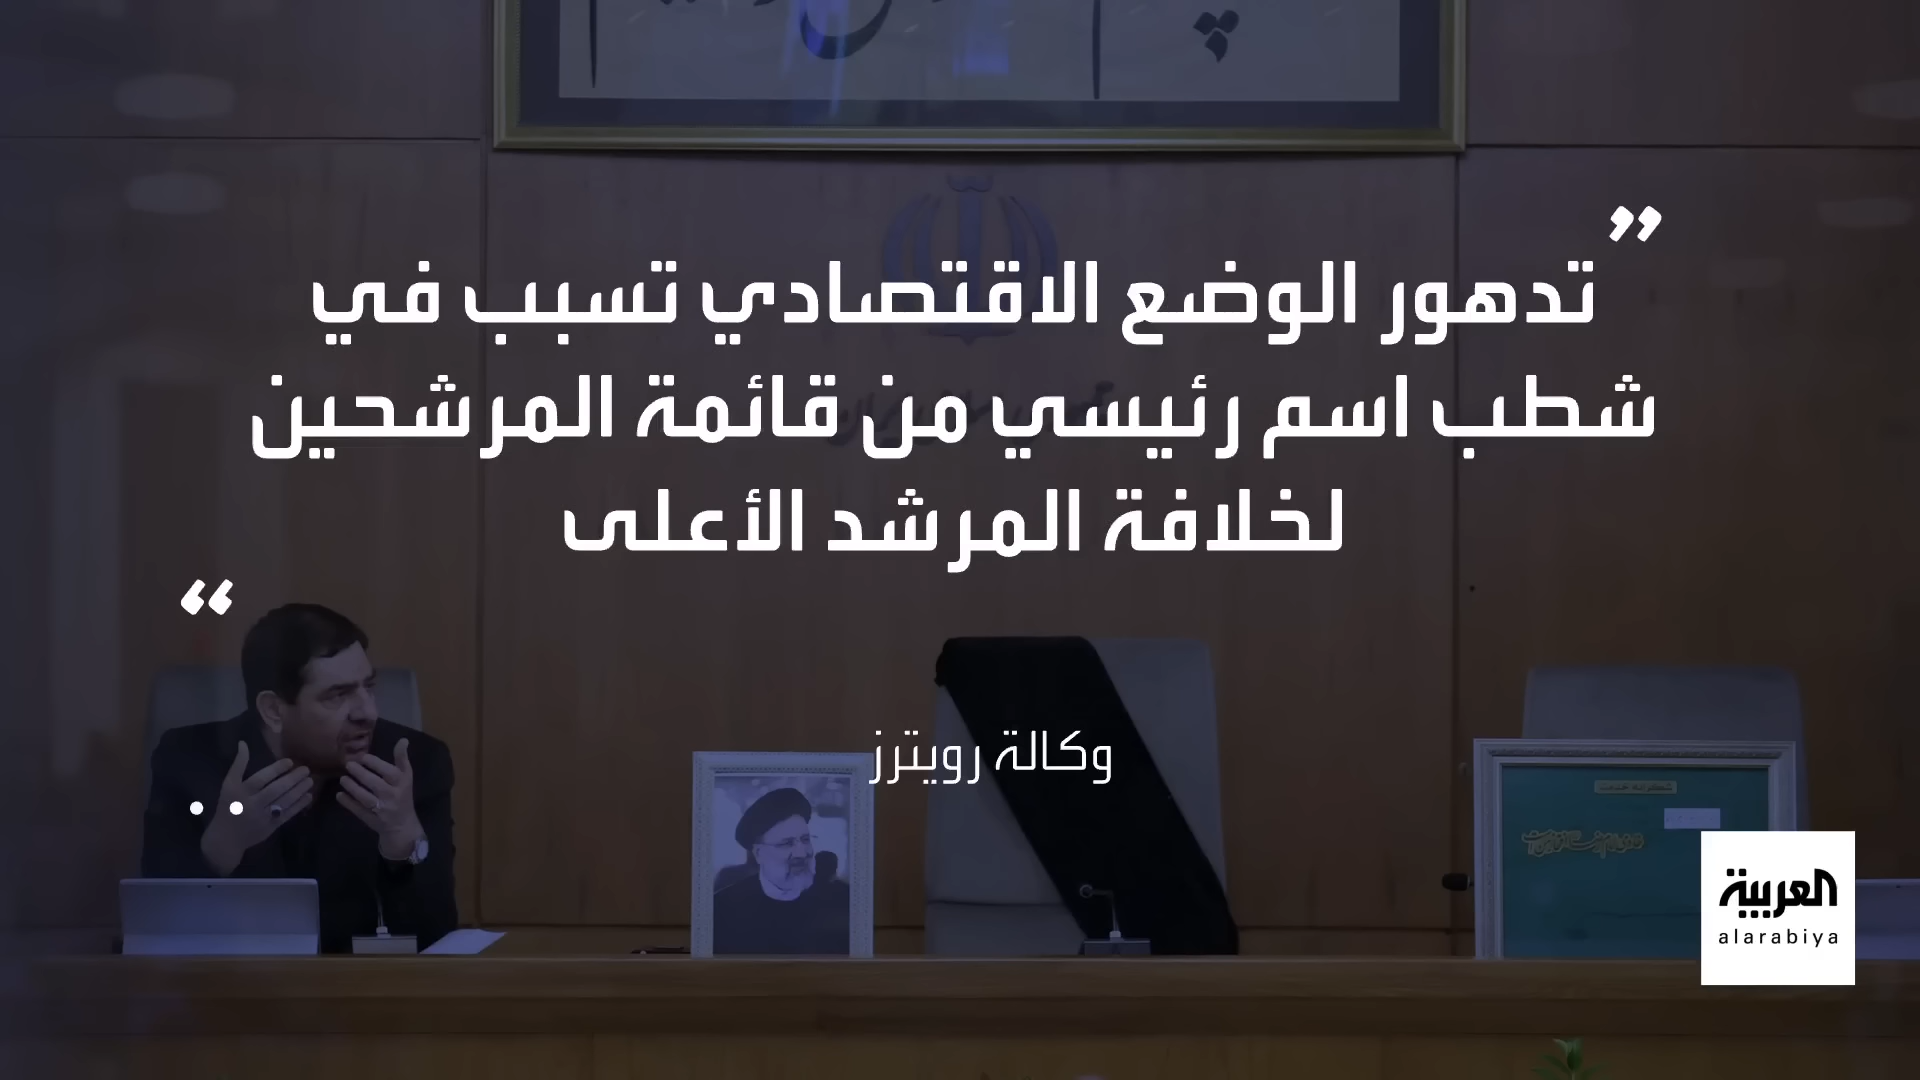 ”
تدهور الوضع الاقتصادي تسبب في
شطب اسم رئيسي من قائمة المرشحين
لخلافة المرشد الأعلى
“
وكالة رويترز
العربية
alarabiya